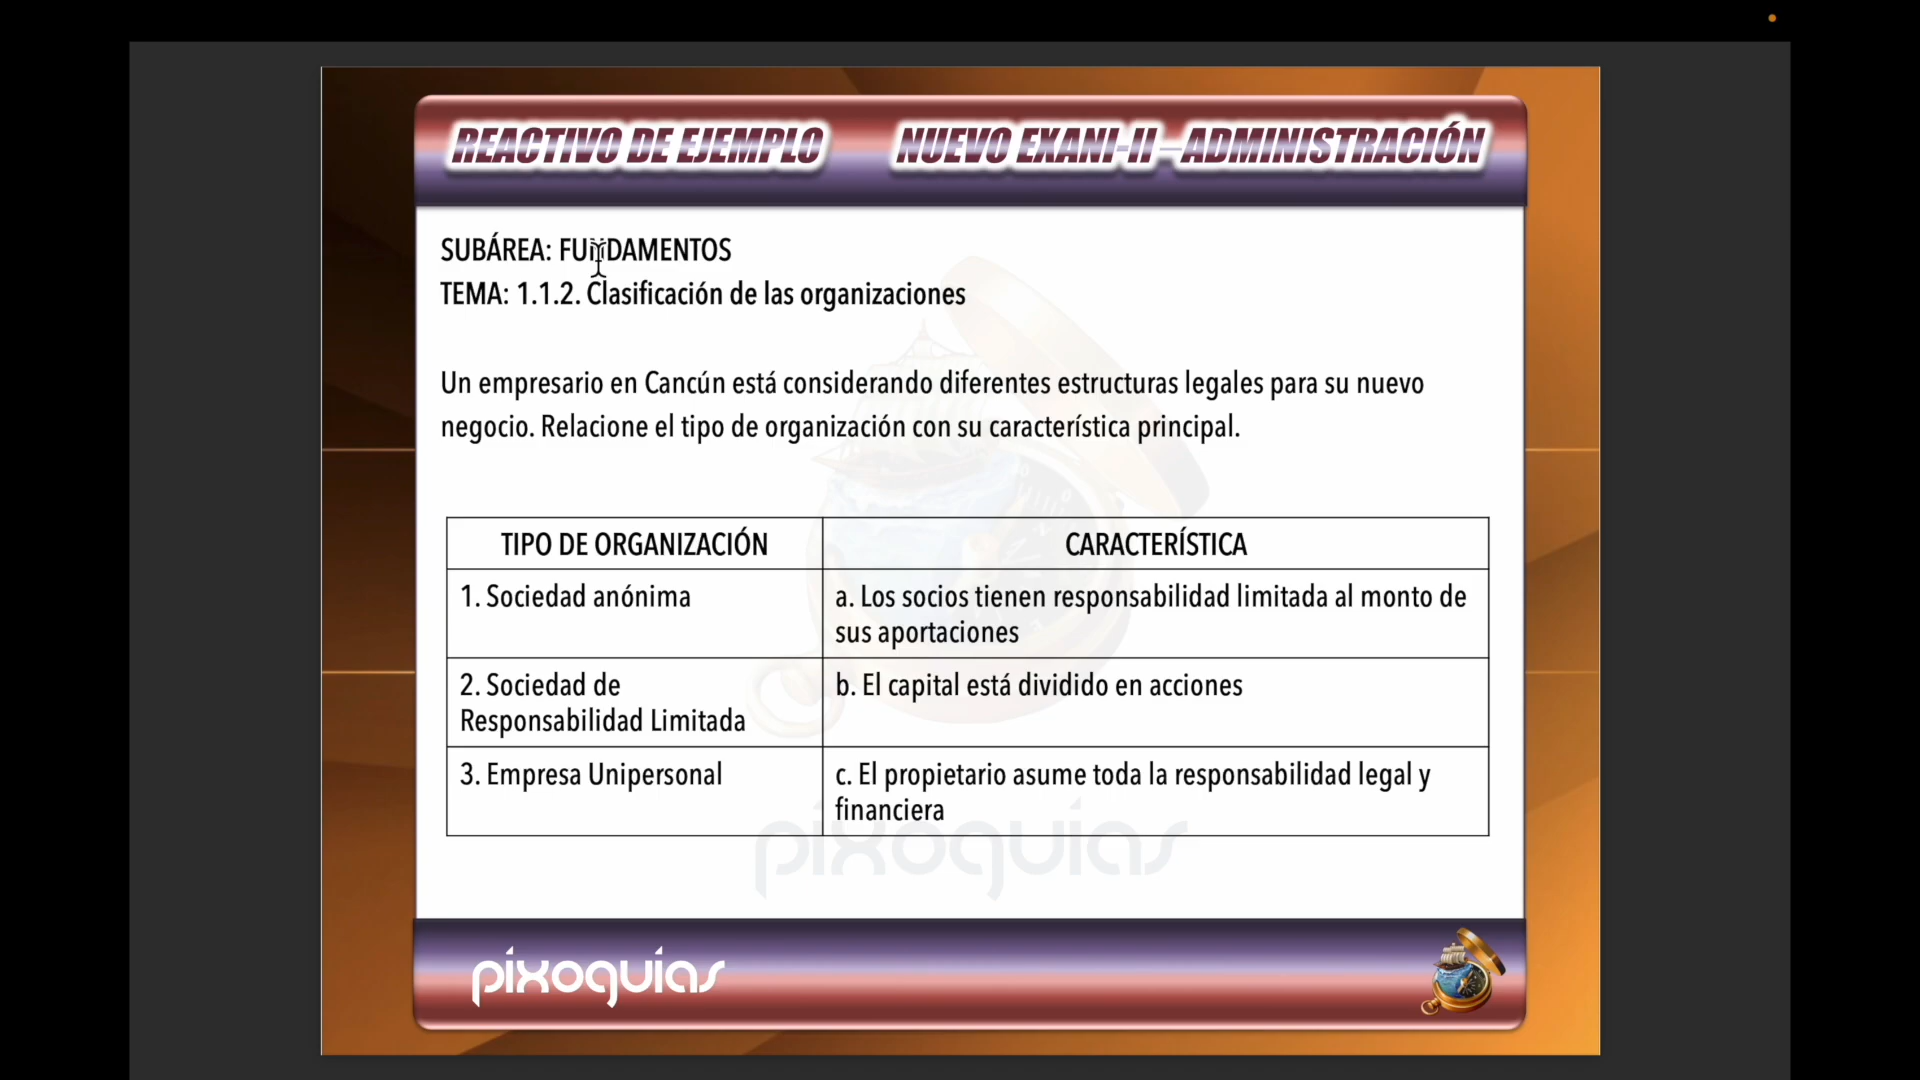 REACTIVO DE EJEMPLO NUEVO EXANI-II – ADMINISTRACIÓN
SUBÁREA: FUNDAMENTOS
TEMA: 1.1.2. Clasificación de las organizaciones
Un empresario en Cancún está considerando diferentes estructuras legales para su nuevo
negocio. Relacione el tipo de organización con su característica principal.
TIPO DE ORGANIZACIÓN CARACTERÍSTICA
1. Sociedad anónima
a. Los socios tienen responsabilidad limitada al monto de
sus aportaciones
2. Sociedad de
Responsabilidad Limitada
b. El capital está dividido en acciones
3. Empresa Unipersonal
c. El propietario asume toda la responsabilidad legal y
financiera
pixoguias
pixoguias